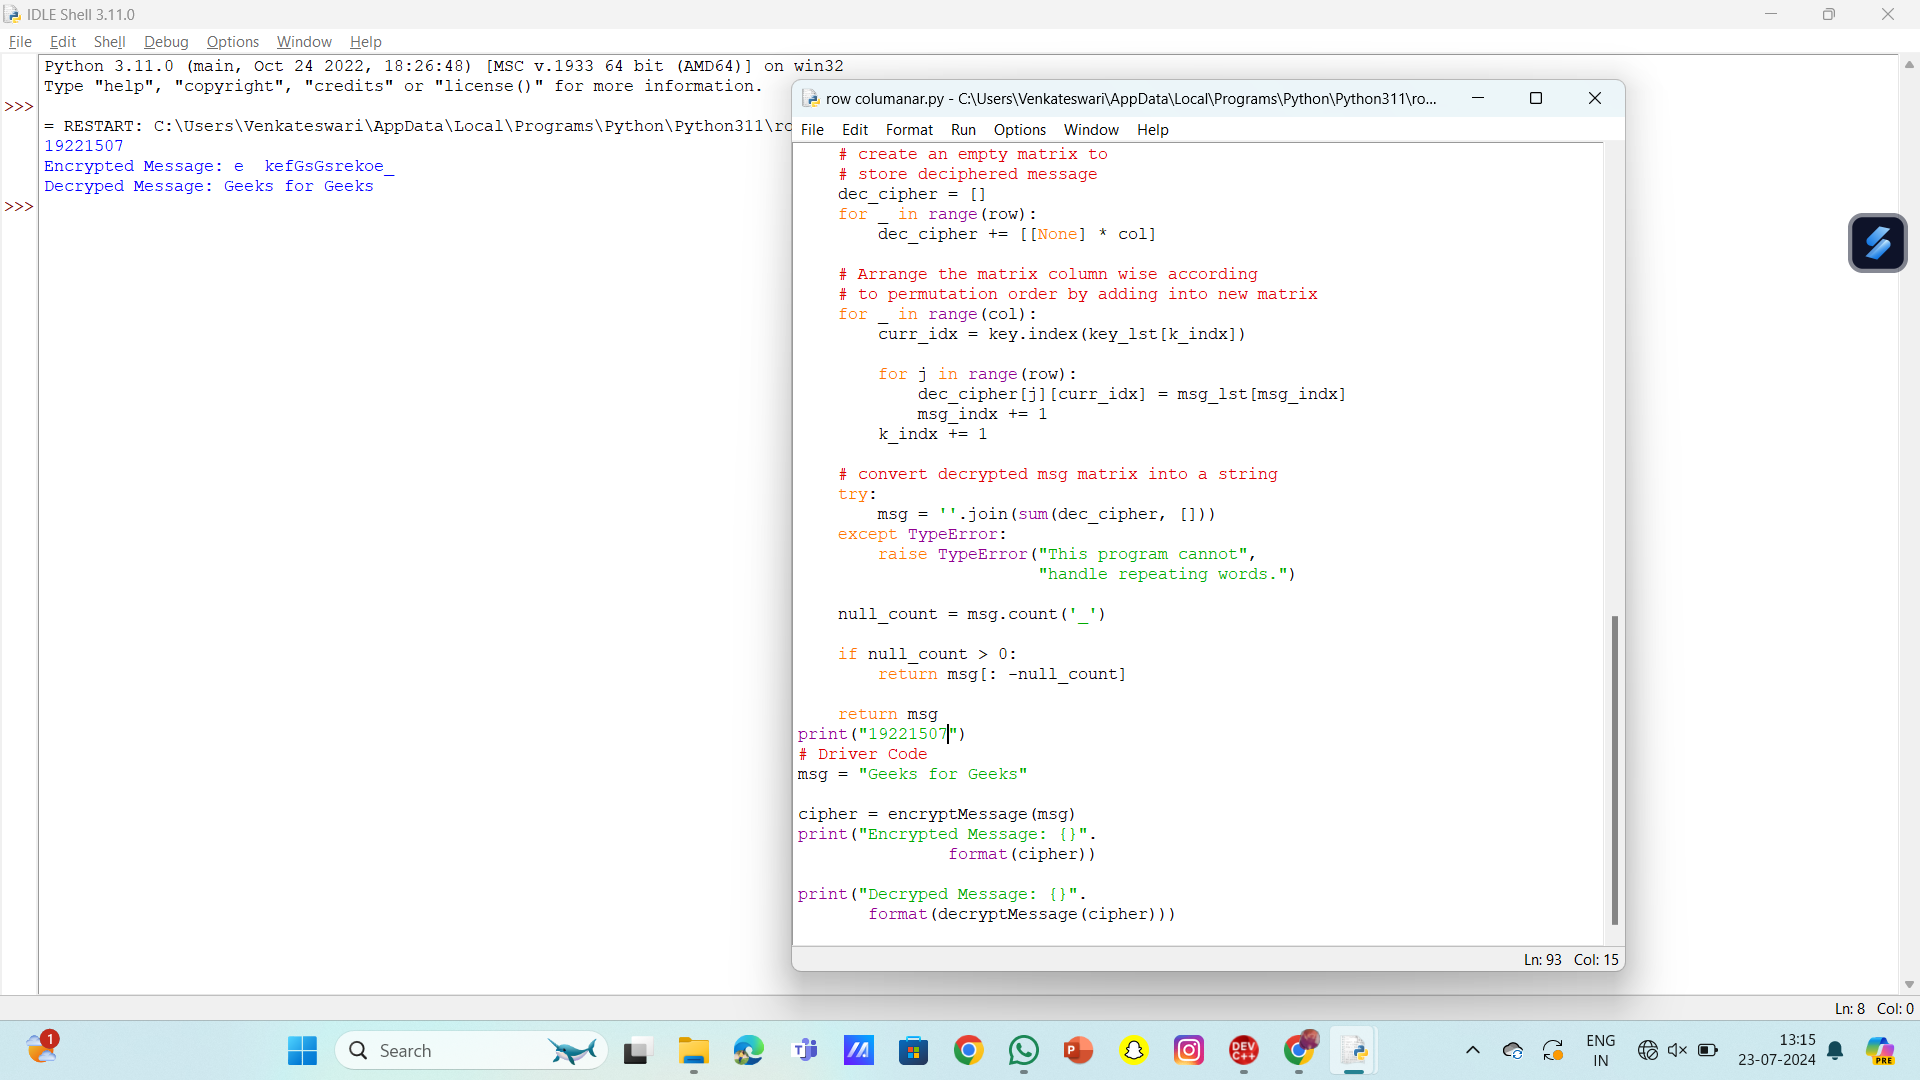 IDLE Shell 3.11.0
File Edit Shell Debug Options Window Help
Python 3.11.0 (main, Oct 24 2022, 18:26:48) [MSC v.1933 64 bit (AMD64)] on win32
Type "help", "copyright", "credits" or "license()" for more information.
>>>
= RESTART: C:\Users\Venkateswari\AppData\Local\Programs\Python\Python311\ro
19221507
Encrypted Message: e  kefGsGsrekoe_
Decryped Message: Geeks for Geeks
>>>
row columanar.py - C:\Users\Venkateswari\AppData\Local\Programs\Python\Python311\ro...
File Edit Format Run Options Window Help
    # create an empty matrix to
    # store deciphered message
    dec_cipher = []
    for _ in range(row):
        dec_cipher += [[None] * col]
    # Arrange the matrix column wise according
    # to permutation order by adding into new matrix
    for _ in range(col):
        curr_idx = key.index(key_lst[k_indx])
        for j in range(row):
            dec_cipher[j][curr_idx] = msg_lst[msg_indx]
            msg_indx += 1
        k_indx += 1
    # convert decrypted msg matrix into a string
    try:
        msg = ''.join(sum(dec_cipher, []))
    except TypeError:
        raise TypeError("This program cannot",
                        "handle repeating words.")
    null_count = msg.count('_')
    if null_count > 0:
        return msg[: -null_count]
    return msg
print("19221507")
# Driver Code
msg = "Geeks for Geeks"
cipher = encryptMessage(msg)
print("Encrypted Message: {}".
               format(cipher))
print("Decryped Message: {}".
       format(decryptMessage(cipher)))
Ln: 93 Col: 15
Ln: 8 Col: 0
1
Search
DEV C++
ENG
IN
13:15
23-07-2024
PRE